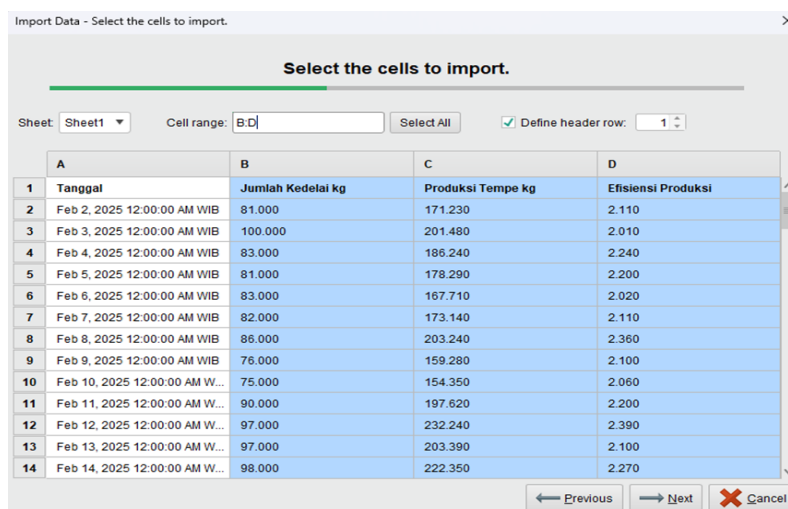 Import Data - Select the cells to import.
Select the cells to import.
Sheet: Sheet1 Cell range: B:D Select All Define header row: 1
A B C D
1 Tanggal Jumlah Kedelai kg Produksi Tempe kg Efisiensi Produksi
2 Feb 2, 2025 12:00:00 AM WIB 81.000 171.230 2.110
3 Feb 3, 2025 12:00:00 AM WIB 100.000 201.480 2.010
4 Feb 4, 2025 12:00:00 AM WIB 83.000 186.240 2.240
5 Feb 5, 2025 12:00:00 AM WIB 81.000 178.290 2.200
6 Feb 6, 2025 12:00:00 AM WIB 83.000 167.710 2.020
7 Feb 7, 2025 12:00:00 AM WIB 82.000 173.140 2.110
8 Feb 8, 2025 12:00:00 AM WIB 86.000 203.240 2.360
9 Feb 9, 2025 12:00:00 AM WIB 76.000 159.280 2.100
10 Feb 10, 2025 12:00:00 AM W... 75.000 154.350 2.060
11 Feb 11, 2025 12:00:00 AM W... 90.000 197.620 2.200
12 Feb 12, 2025 12:00:00 AM W... 97.000 232.240 2.390
13 Feb 13, 2025 12:00:00 AM W... 97.000 203.390 2.100
14 Feb 14, 2025 12:00:00 AM W... 98.000 222.350 2.270
Previous Next Cancel